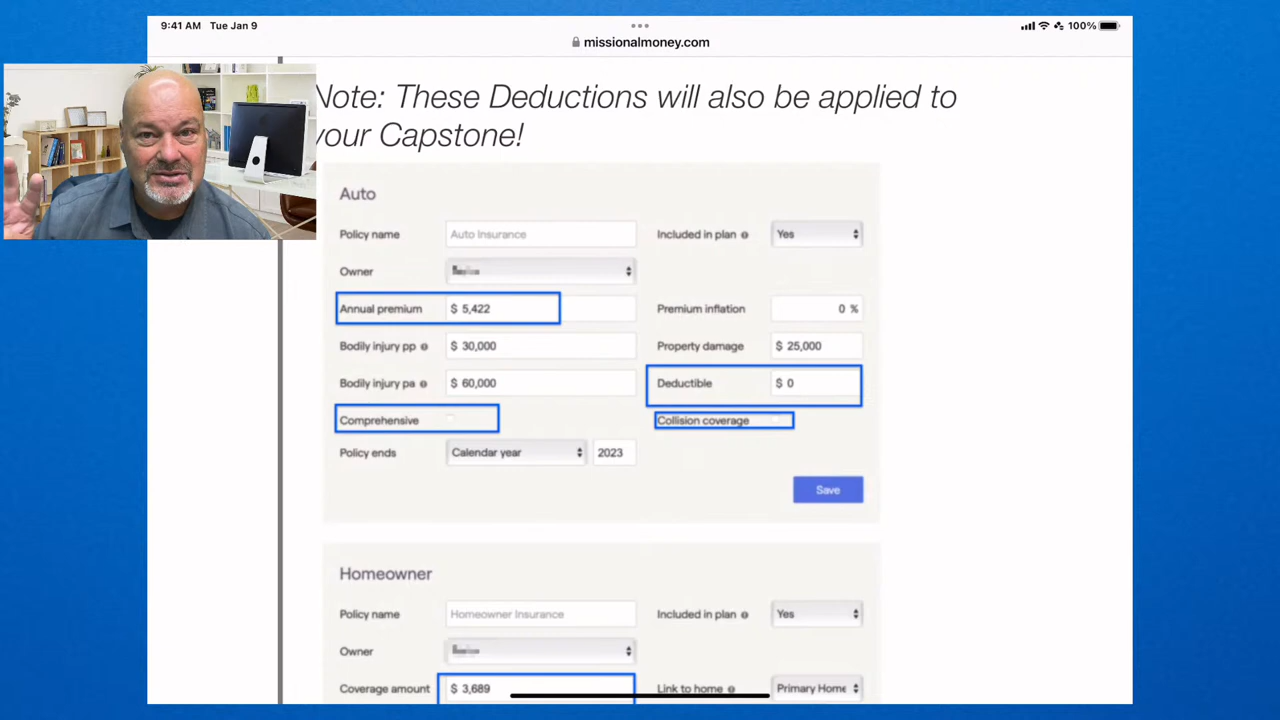 9:41 AM Tue Jan 9
100%
missionalmoney.com
Note: These Deductions will also be applied to
your Capstone!
Auto
Policy name Auto Insurance Included in plan Yes
Owner
Annual premium $ 5,422 Premium inflation 0 %
Bodily injury pp $ 30,000 Property damage $ 25,000
Bodily injury pa $ 60,000 Deductible $ 0
Comprehensive Collision coverage
Policy ends Calendar year 2023
Save
Homeowner
Policy name Homeowner Insurance Included in plan Yes
Owner
Coverage amount $ 3,689 Link to home Primary Home